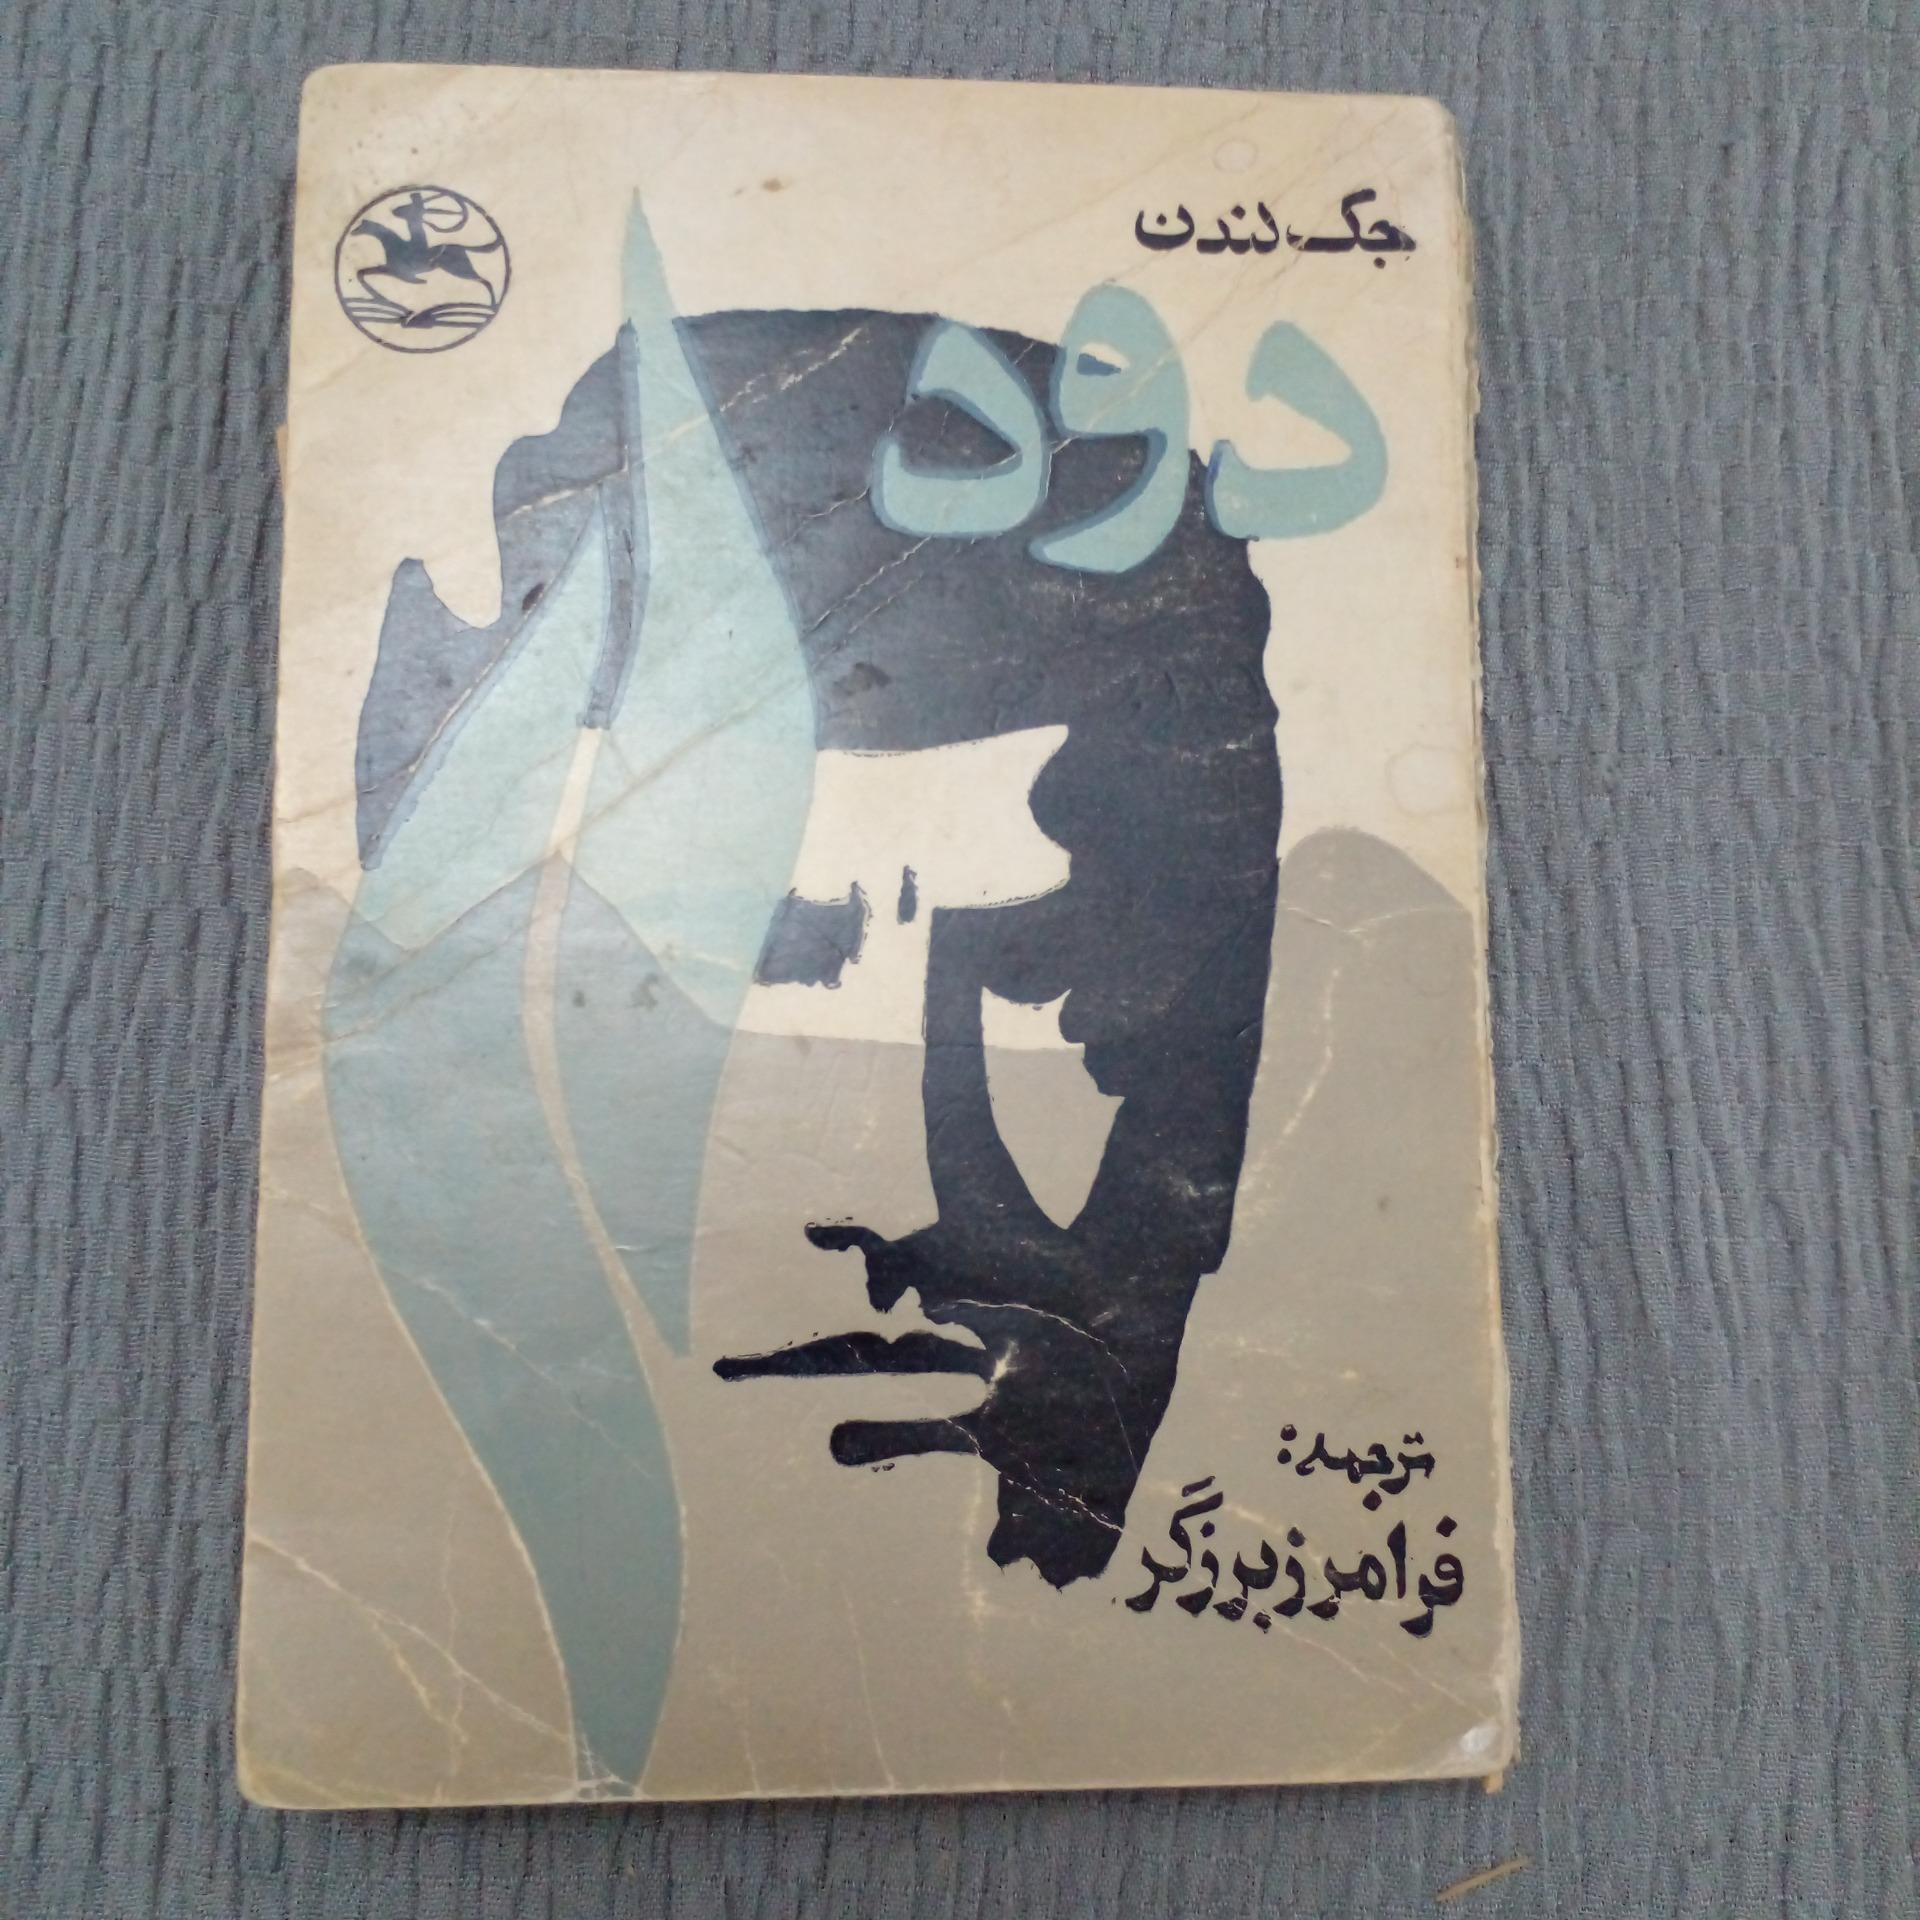 جک لندن
دود
ترجمه:
فرامرز برزگر